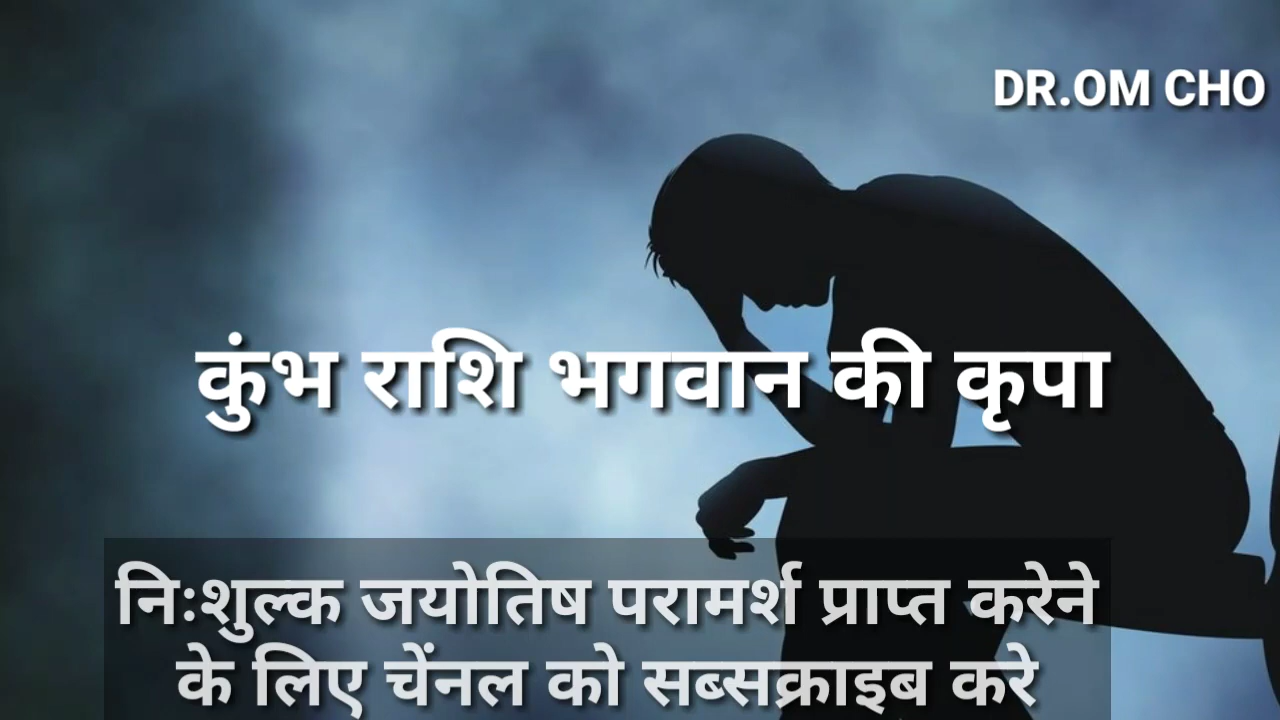 DR.OM CHO
कुंभ राशि भगवान की कृपा
निःशुल्क जयोतिष परामर्श प्राप्त करेने
के लिए चेंनल को सब्सक्राइब करे